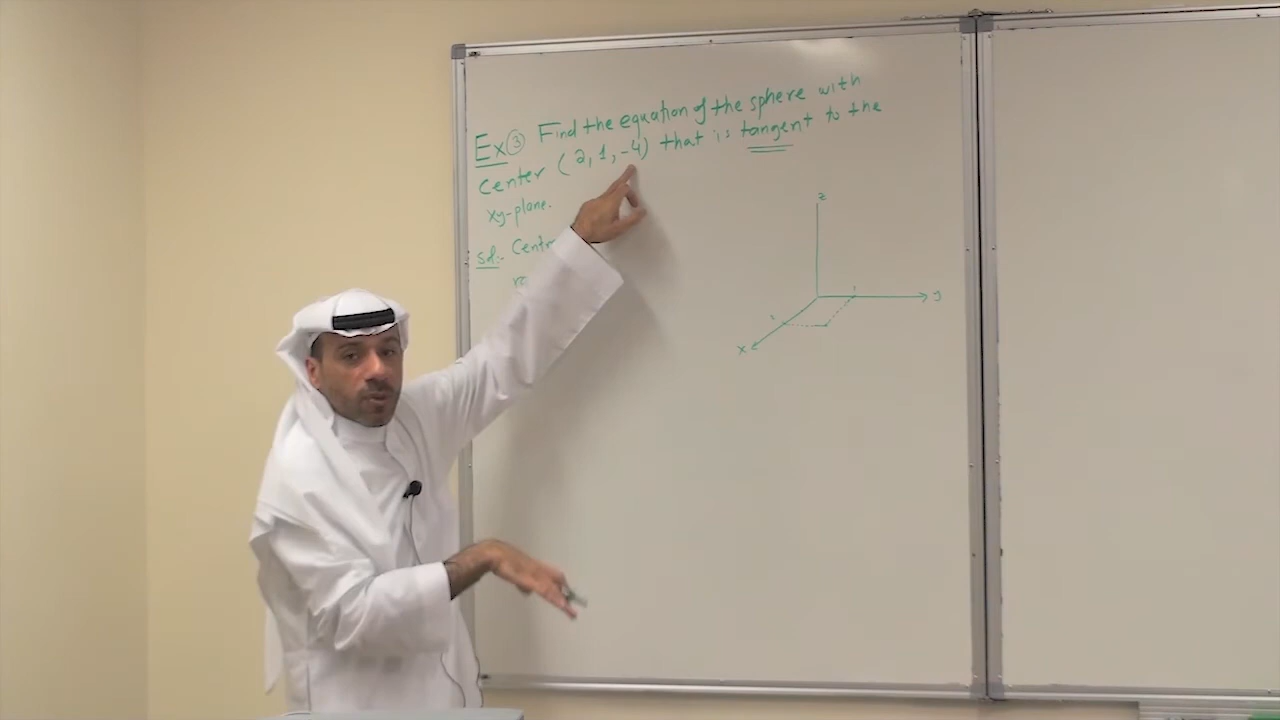 Ex③ Find the equation of the sphere with
Center (2, 1, -4) that is tangent to the
xy-plane.
Sol:- Centre
z
y
x